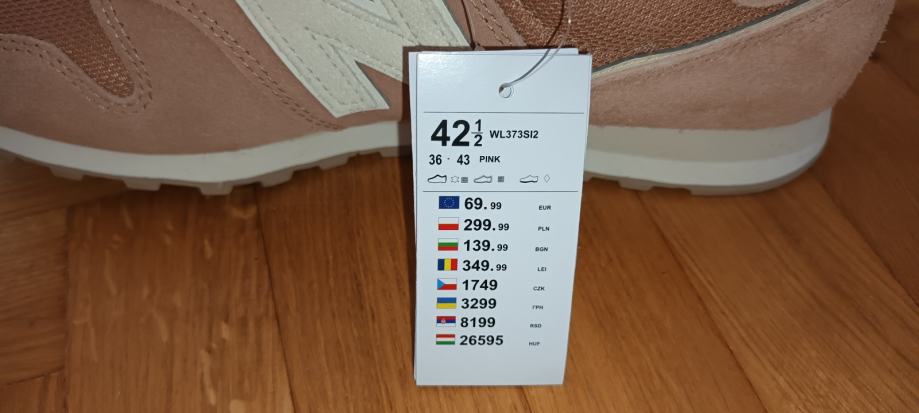 N
42 1/2 WL373SI2
36 · 43 PINK
69.99 EUR
299.99 PLN
139.99 BGN
349.99 LEI
1749 CZK
3299 ГРН
8199 RSD
26595 HUF